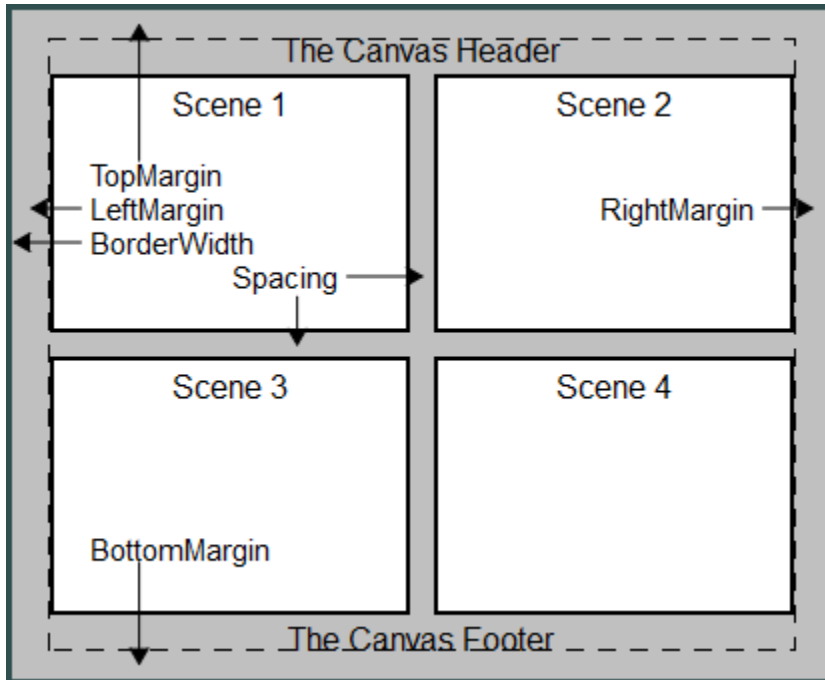 The Canvas Header
Scene 1
Scene 2
TopMargin
LeftMargin
RightMargin
BorderWidth
Spacing
Scene 3
Scene 4
BottomMargin
The Canvas Footer